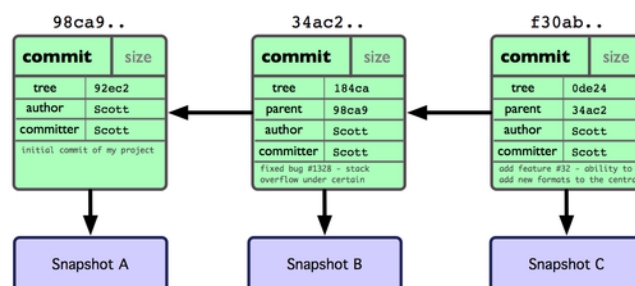 98ca9..
commit size
tree 92ec2
author Scott
committer Scott
initial commit of my project
Snapshot A
34ac2..
commit size
tree 184ca
parent 98ca9
author Scott
committer Scott
fixed bug #1328 - stack
overflow under certain
Snapshot B
f30ab..
commit size
tree 0de24
parent 34ac2
author Scott
committer Scott
add feature #32 - ability to
add new formats to the centra
Snapshot C